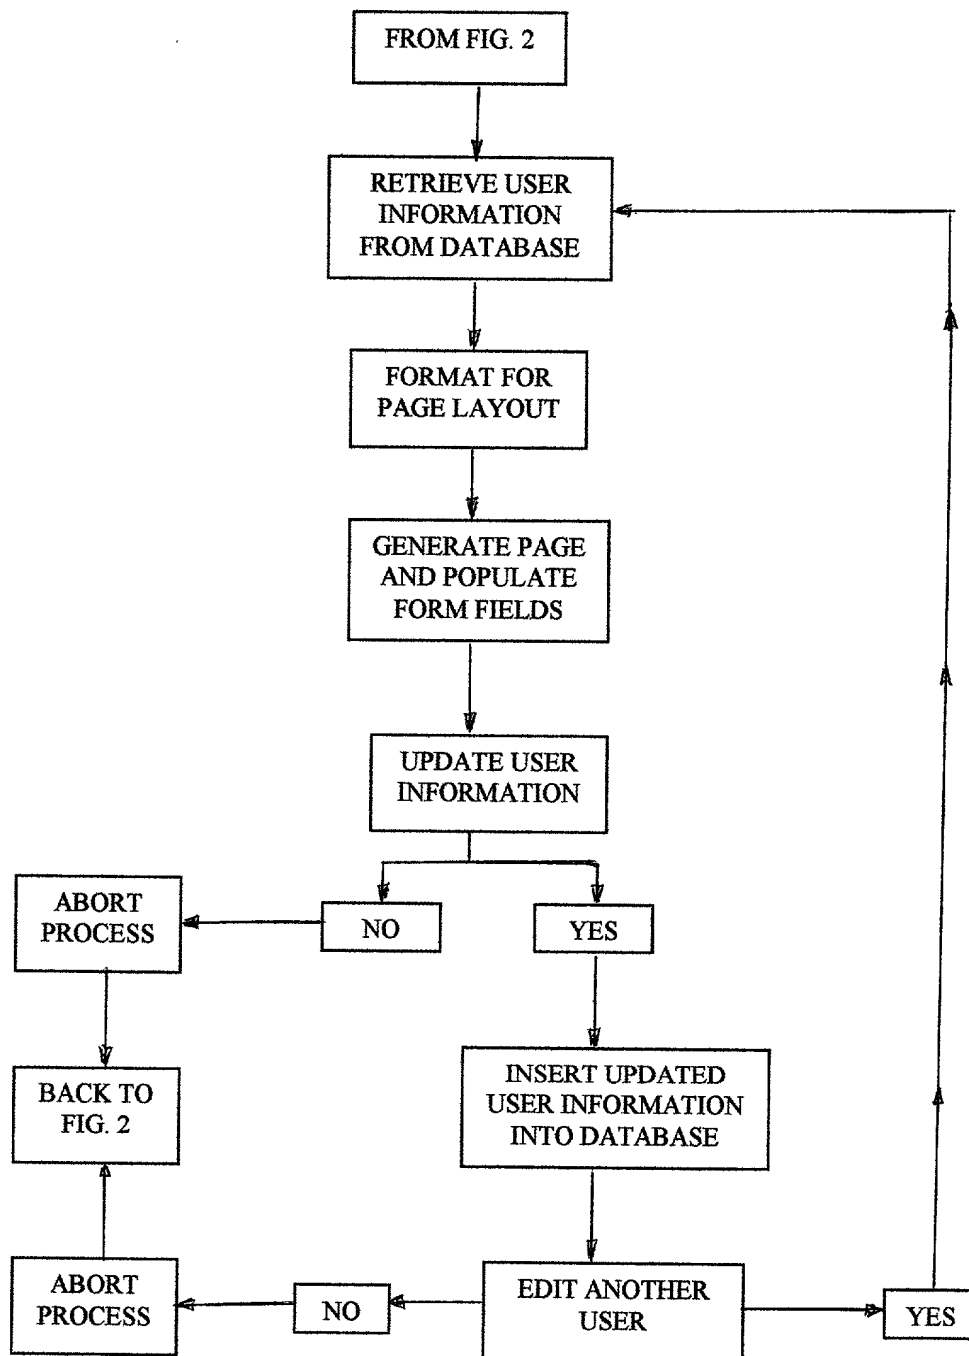 FROM FIG. 2
RETRIEVE USER
INFORMATION
FROM DATABASE
FORMAT FOR
PAGE LAYOUT
GENERATE PAGE
AND POPULATE
FORM FIELDS
UPDATE USER
INFORMATION
ABORT
PROCESS
NO
YES
BACK TO
FIG. 2
INSERT UPDATED
USER INFORMATION
INTO DATABASE
ABORT
PROCESS
NO
EDIT ANOTHER
USER
YES